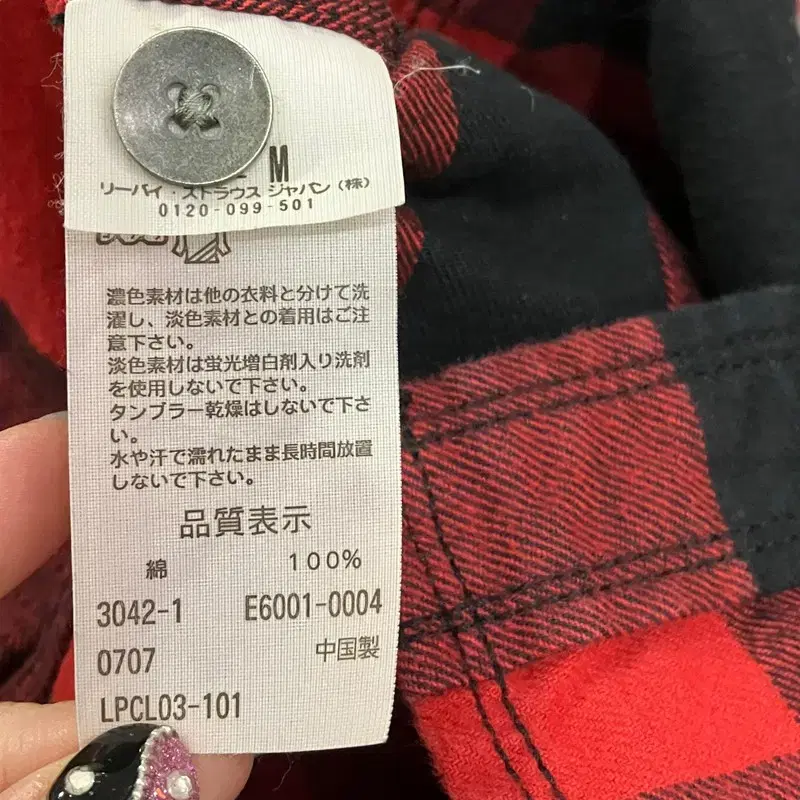 M
リーバイ・ストラウス ジャパン(株)
0120-099-501
濃色素材は他の衣料と分けて洗
濯し、淡色素材との着用はご注
意下さい。
淡色素材は蛍光増白剤入り洗剤
を使用しないで下さい。
タンブラー乾燥はしないで下さ
い。
水や汗で濡れたまま長時間放置
しないで下さい。
品質表示
綿 100%
3042-1 E6001-0004
0707 中国製
LPCL03-101